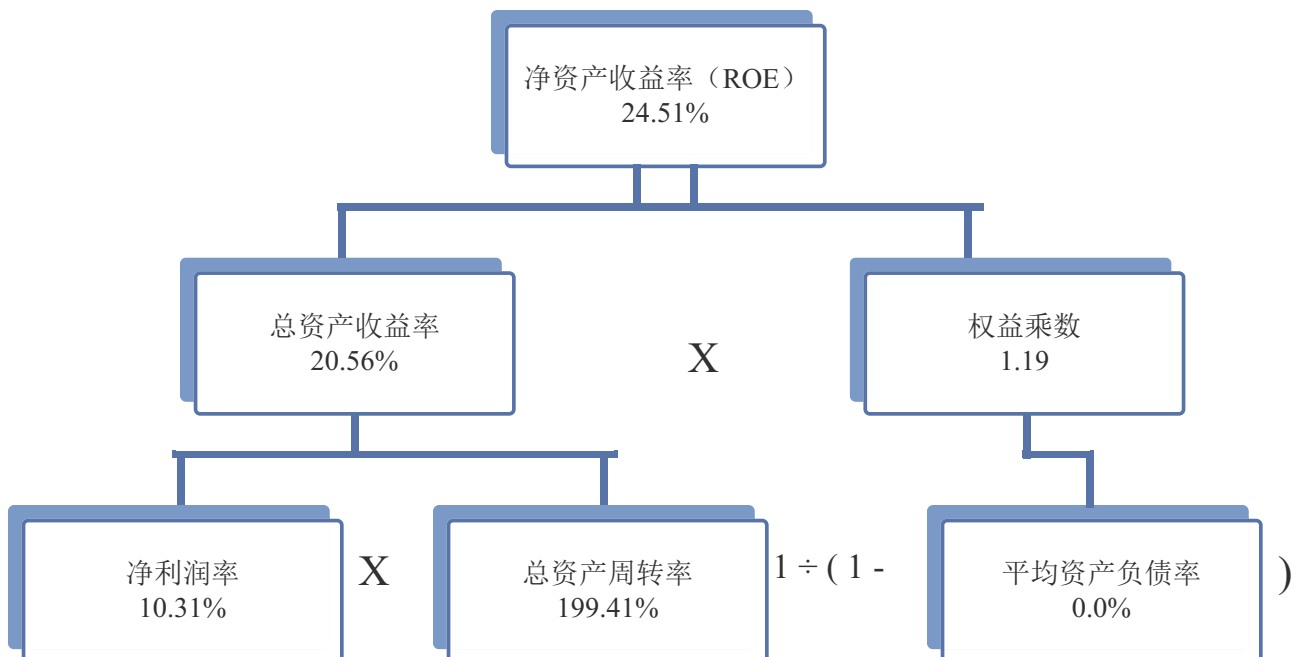 净资产收益率（ROE）
24.51%
总资产收益率
20.56%
X
权益乘数
1.19
净利润率
10.31%
X
总资产周转率
199.41%
1 ÷ ( 1 -
平均资产负债率
0.0%
)